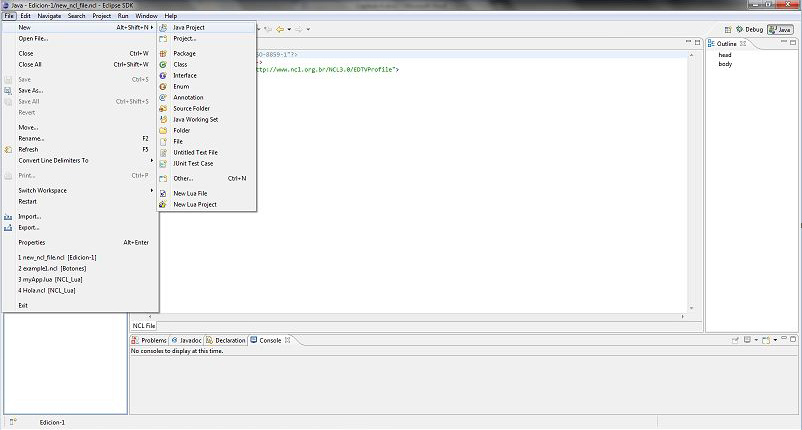 Java - Edicion-1/new_ncl_file.ncl - Eclipse SDK
File Edit Navigate Search Project Run Window Help
New Alt+Shift+N
Open File...
Close Ctrl+W
Close All Ctrl+Shift+W
Save Ctrl+S
Save As...
Save All Ctrl+Shift+S
Revert
Move...
Rename... F2
Refresh F5
Convert Line Delimiters To
Print... Ctrl+P
Switch Workspace
Restart
Import...
Export...
Properties Alt+Enter
1 new_ncl_file.ncl [Edicion-1]
2 example1.ncl [Botones]
3 myApp.lua [NCL_Lua]
4 Hola.ncl [NCL_Lua]
Exit
Java Project
Project...
Package
Class
Interface
Enum
Annotation
Source Folder
Java Working Set
Folder
File
Untitled Text File
JUnit Test Case
Other... Ctrl+N
New Lua File
New Lua Project
Debug Java
SO-8859-1"?>
->
ttp://www.ncl.org.br/NCL3.0/EDTVProfile">
Outline
head
body
NCL File
Problems Javadoc Declaration Console
No consoles to display at this time.
Edicion-1